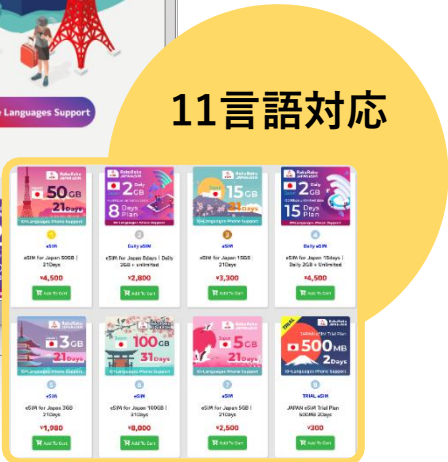 Languages Support
11言語対応
50GB
21Days
2GB
Daily
8 Days
Plan
15GB
21Days
2GB
Daily
15 Days
Plan
eSIM
Daily eSIM
eSIM
Daily eSIM
eSIM for Japan 50GB |
21Days
eSIM for Japan 8days | Daily
2GB + unlimited
eSIM for Japan 15GB
21Days
eSIM for Japan 15days |
Daily 2GB + Unlimited
¥4,500
¥2,800
¥3,300
¥4,500
Add To Cart
Add To Cart
Add To Cart
Add To Cart
3GB
21Days
100GB
31Days
5GB
21Days
TRIAL
500MB
2Days
eSIM
eSIM
eSIM
TRIAL eSIM
eSIM for Japan 3GB
21Days
eSIM for Japan 100GB |
31Days
eSIM for Japan 5GB |
21Days
JAPAN eSIM Trial Plan
500MB 2Days
¥1,980
¥8,800
¥2,500
¥300
Add To Cart
Add To Cart
Add To Cart
Add To Cart